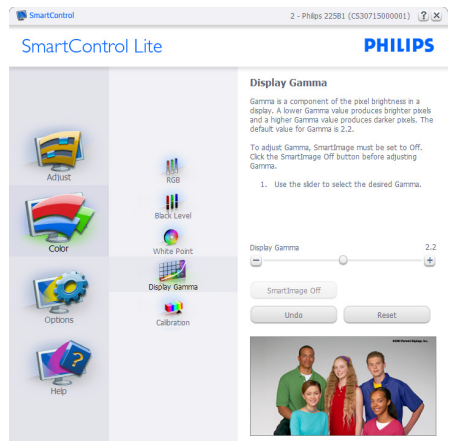 SmartControl
2 - Philips 225B1 (CS30715000001)
SmartControl Lite
PHILIPS
Adjust
Color
Options
Help
RGB
Black Level
White Point
Display Gamma
Calibration
Display Gamma
Gamma is a component of the pixel brightness in a
display. A lower Gamma value produces brighter pixels
and a higher Gamma value produces darker pixels. The
default value for Gamma is 2.2.
To adjust Gamma, SmartImage must be set to Off.
Click the SmartImage Off button before adjusting
Gamma.
1. Use the slider to select the desired Gamma.
Display Gamma 2.2
SmartImage Off
Undo Reset